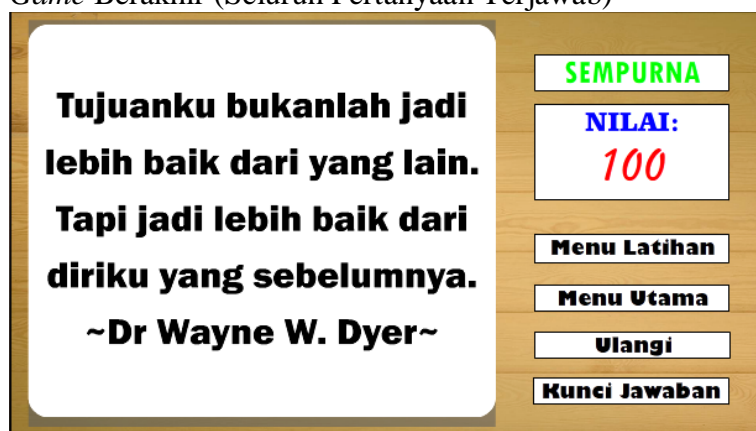 Game Berakhir (Seluruh Pertanyaan Terjawab)
Tujuanku bukanlah jadi
lebih baik dari yang lain.
Tapi jadi lebih baik dari
diriku yang sebelumnya.
~Dr Wayne W. Dyer~
SEMPURNA
NILAI:
100
Menu Latihan
Menu Utama
Ulangi
Kunci Jawaban